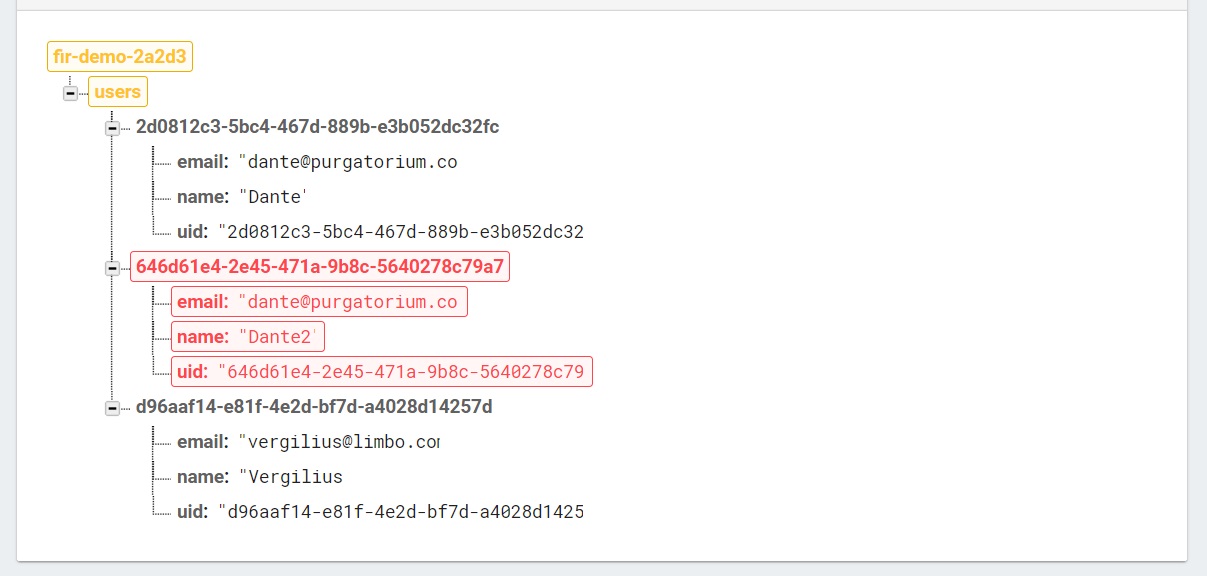 fir-demo-2a2d3
users
2d0812c3-5bc4-467d-889b-e3b052dc32fc
email: "dante@purgatorium.co
name: "Dante'
uid: "2d0812c3-5bc4-467d-889b-e3b052dc32
646d61e4-2e45-471a-9b8c-5640278c79a7
email: "dante@purgatorium.co
name: "Dante2'
uid: "646d61e4-2e45-471a-9b8c-5640278c79
d96aaf14-e81f-4e2d-bf7d-a4028d14257d
email: "vergilius@limbo.com
name: "Vergilius
uid: "d96aaf14-e81f-4e2d-bf7d-a4028d1425